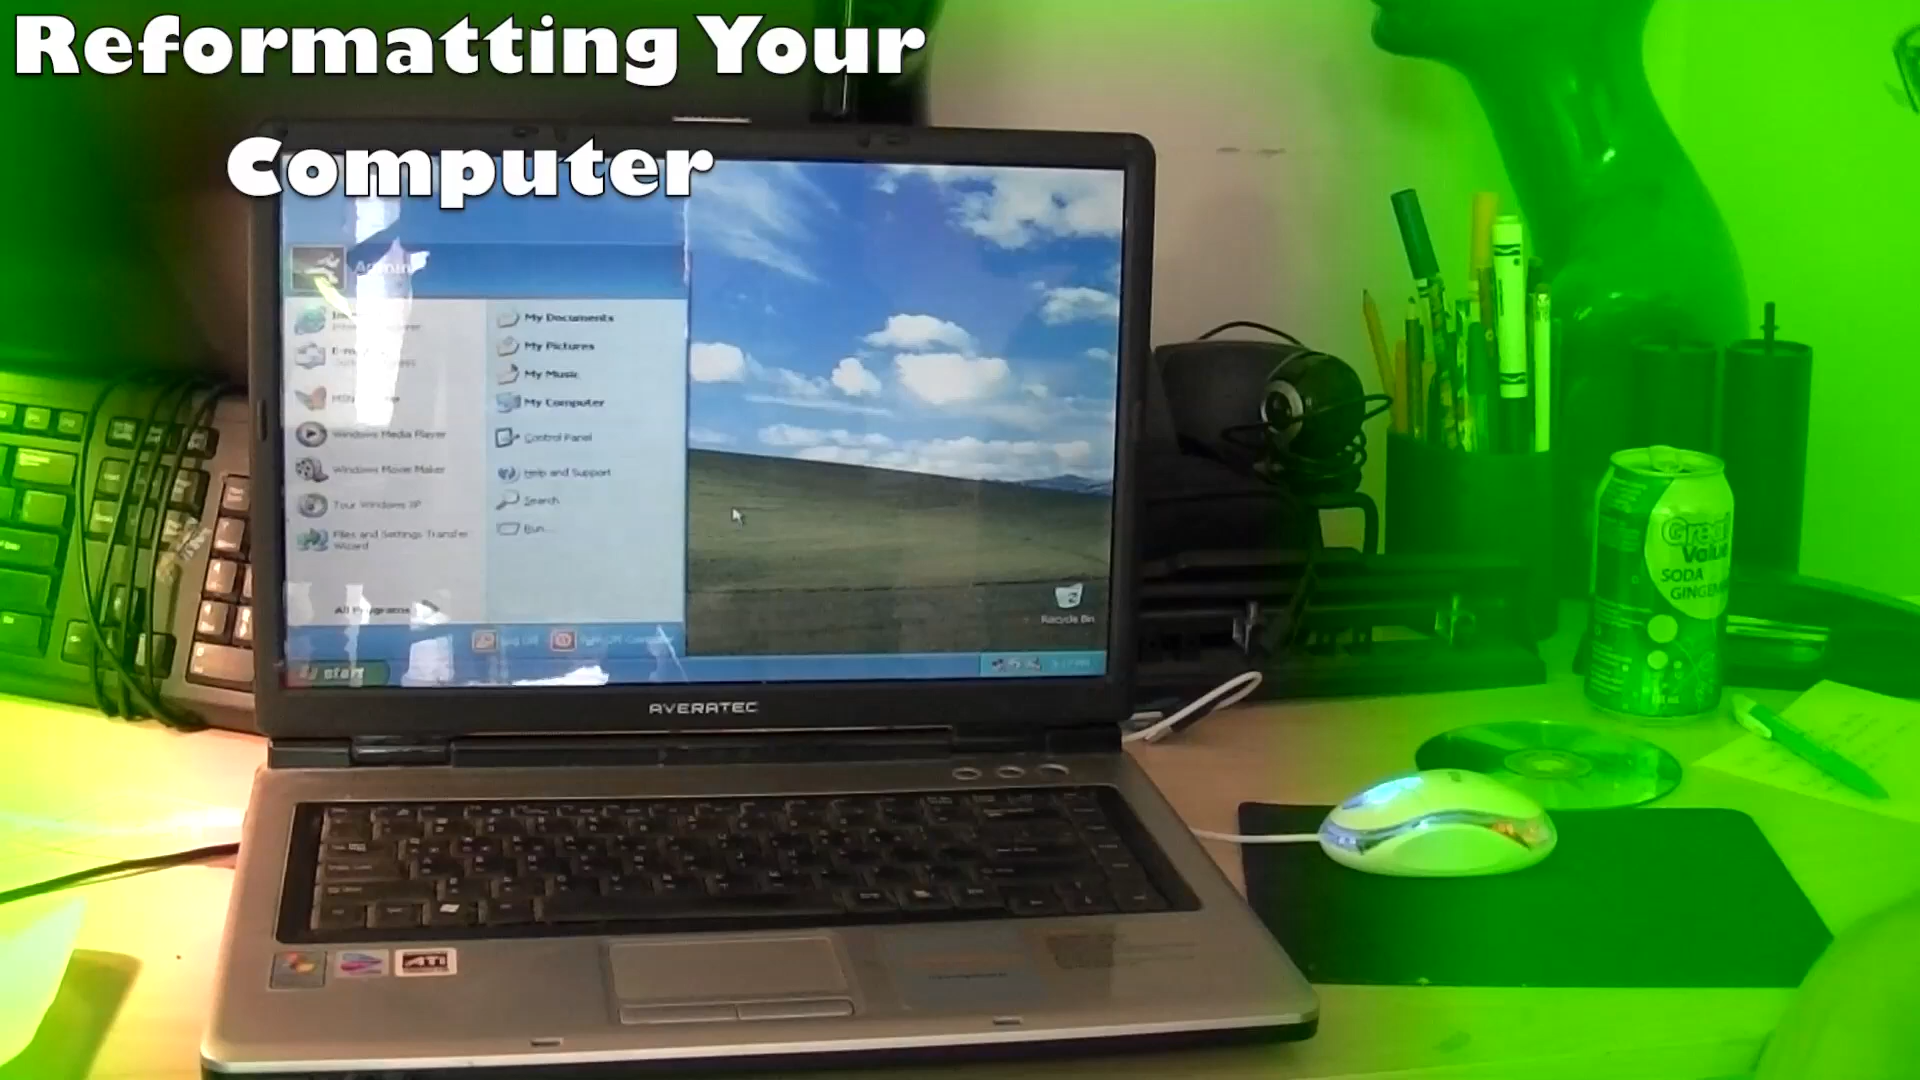 Reformatting Your
Computer
My Documents
My Pictures
My Music
My Computer
Windows Media Player
Control Panel
Windows Movie Maker
Help and Support
Tour Windows XP
Search
Files and Settings Transfer
Wizard
Run...
All Programs
Recycle Bin
start
AVERATEC
ATI
Great
Value
SODA